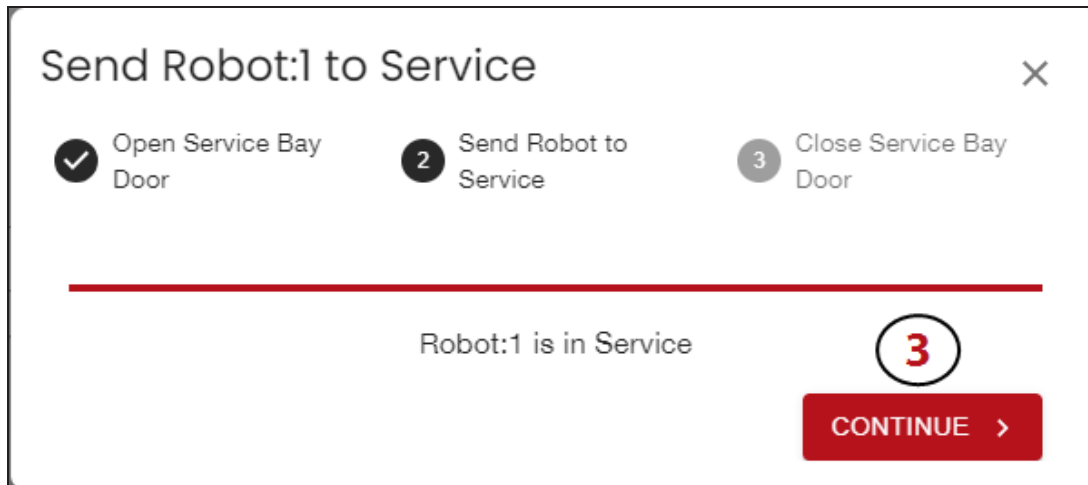 Send Robot:1 to Service
Open Service Bay
Door
2
Send Robot to
Service
3
Close Service Bay
Door
Robot:1 is in Service
3
CONTINUE